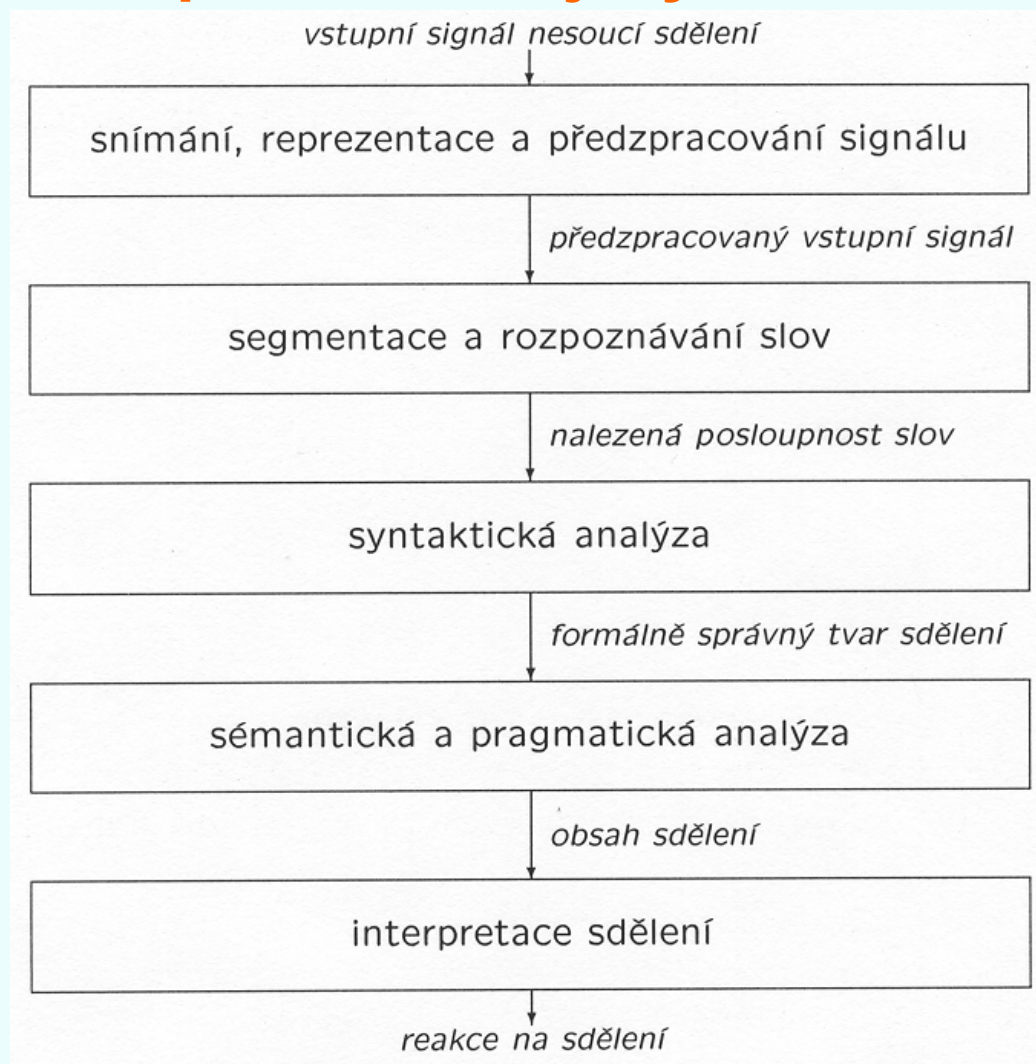 vstupní signál nesoucí sdělení
snímání, reprezentace a předzpracování signálu
předzpracovaný vstupní signál
segmentace a rozpoznávání slov
nalezená posloupnost slov
syntaktická analýza
formálně správný tvar sdělení
sémantická a pragmatická analýza
obsah sdělení
interpretace sdělení
reakce na sdělení